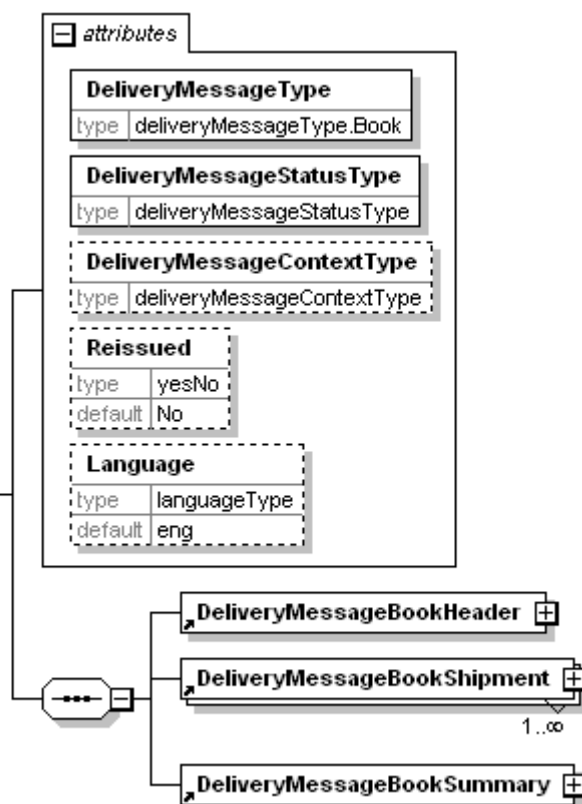 attributes
DeliveryMessageType
type deliveryMessageType.Book
DeliveryMessageStatusType
type deliveryMessageStatusType
DeliveryMessageContextType
type deliveryMessageContextType
Reissued
type yesNo
default No
Language
type languageType
default eng
DeliveryMessageBookHeader
DeliveryMessageBookShipment
1..∞
DeliveryMessageBookSummary